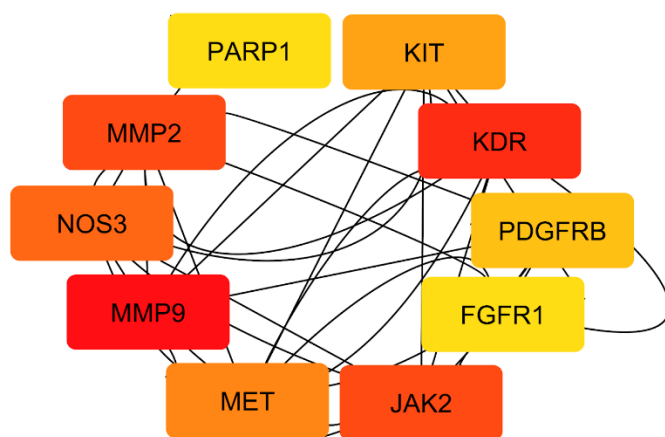 PARP1
KIT
MMP2
KDR
NOS3
PDGFRB
MMP9
FGFR1
MET
JAK2